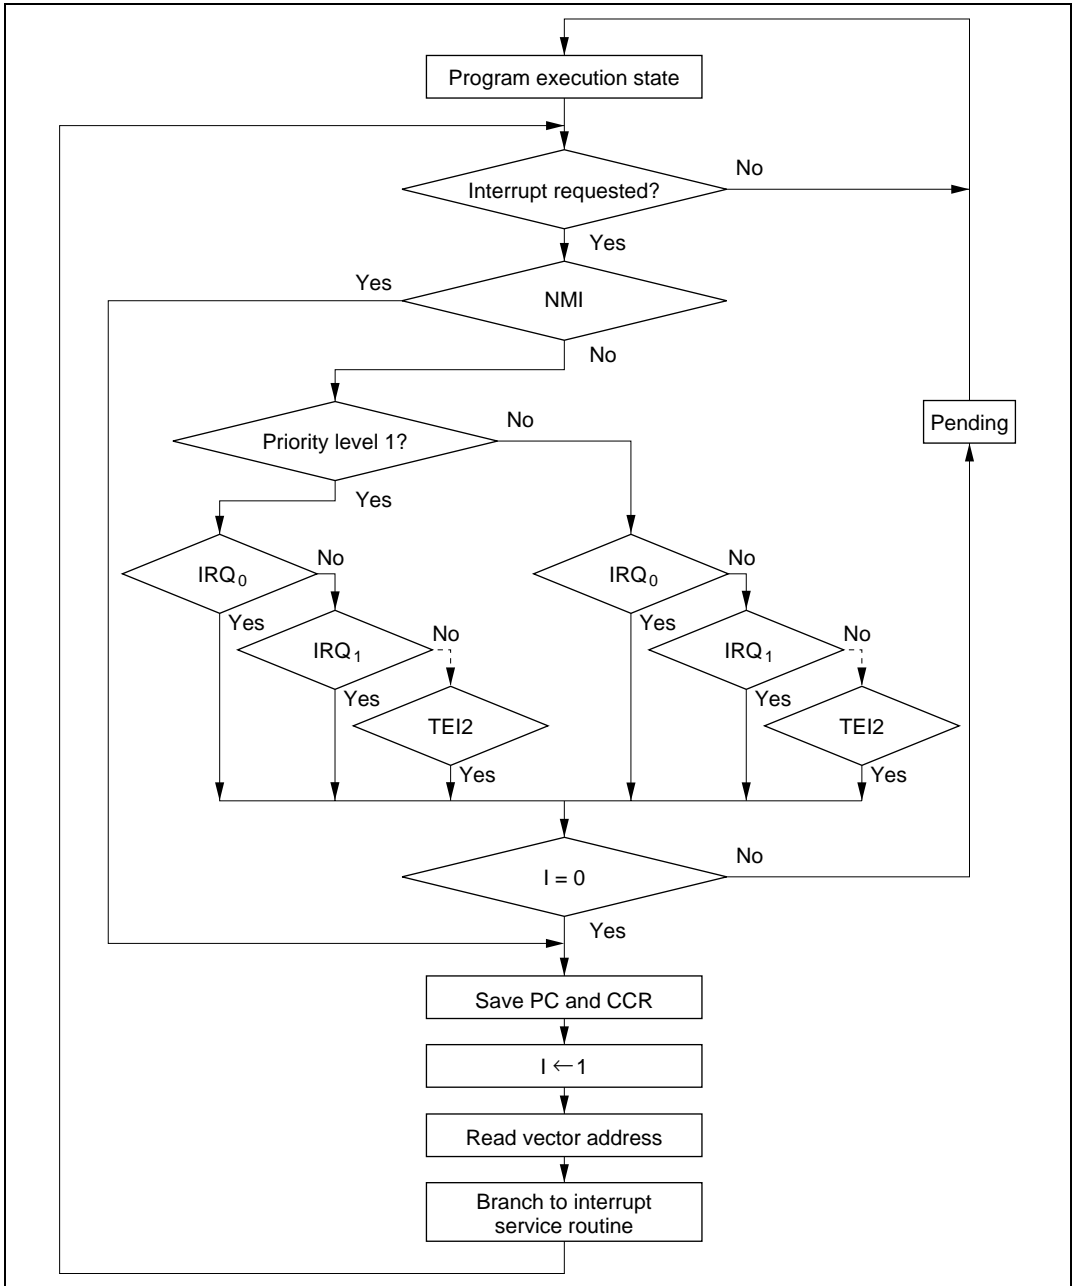 Program execution state
Interrupt requested?
No
Yes
Yes
NMI
No
Priority level 1?
No
Pending
Yes
IRQ0
No
IRQ0
No
Yes
IRQ1
No
Yes
IRQ1
No
Yes
TEI2
Yes
TEI2
Yes
Yes
I = 0
No
Yes
Save PC and CCR
I ← 1
Read vector address
Branch to interrupt
service routine